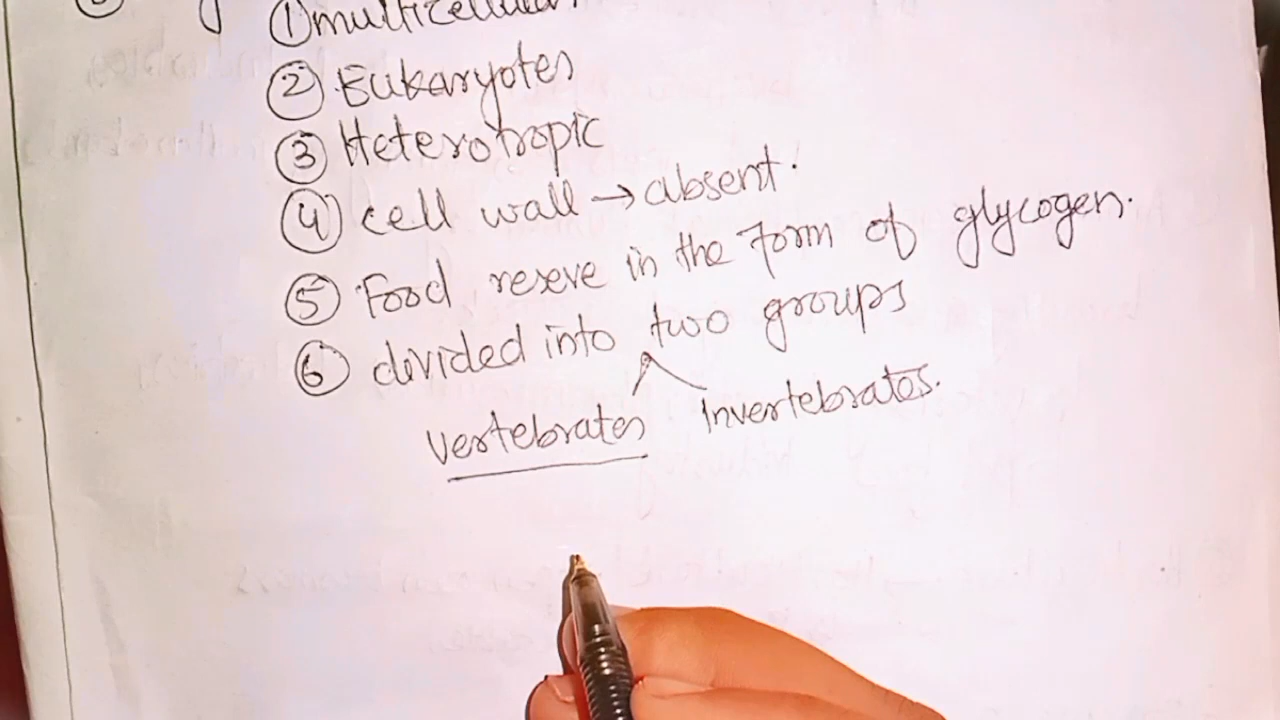 ① multicellular
② Eukaryotes
③ Heterotropic
④ cell wall → absent.
⑤ Food reseve in the form of glycogen.
⑥ divided into two groups
vertebrates Invertebrates.